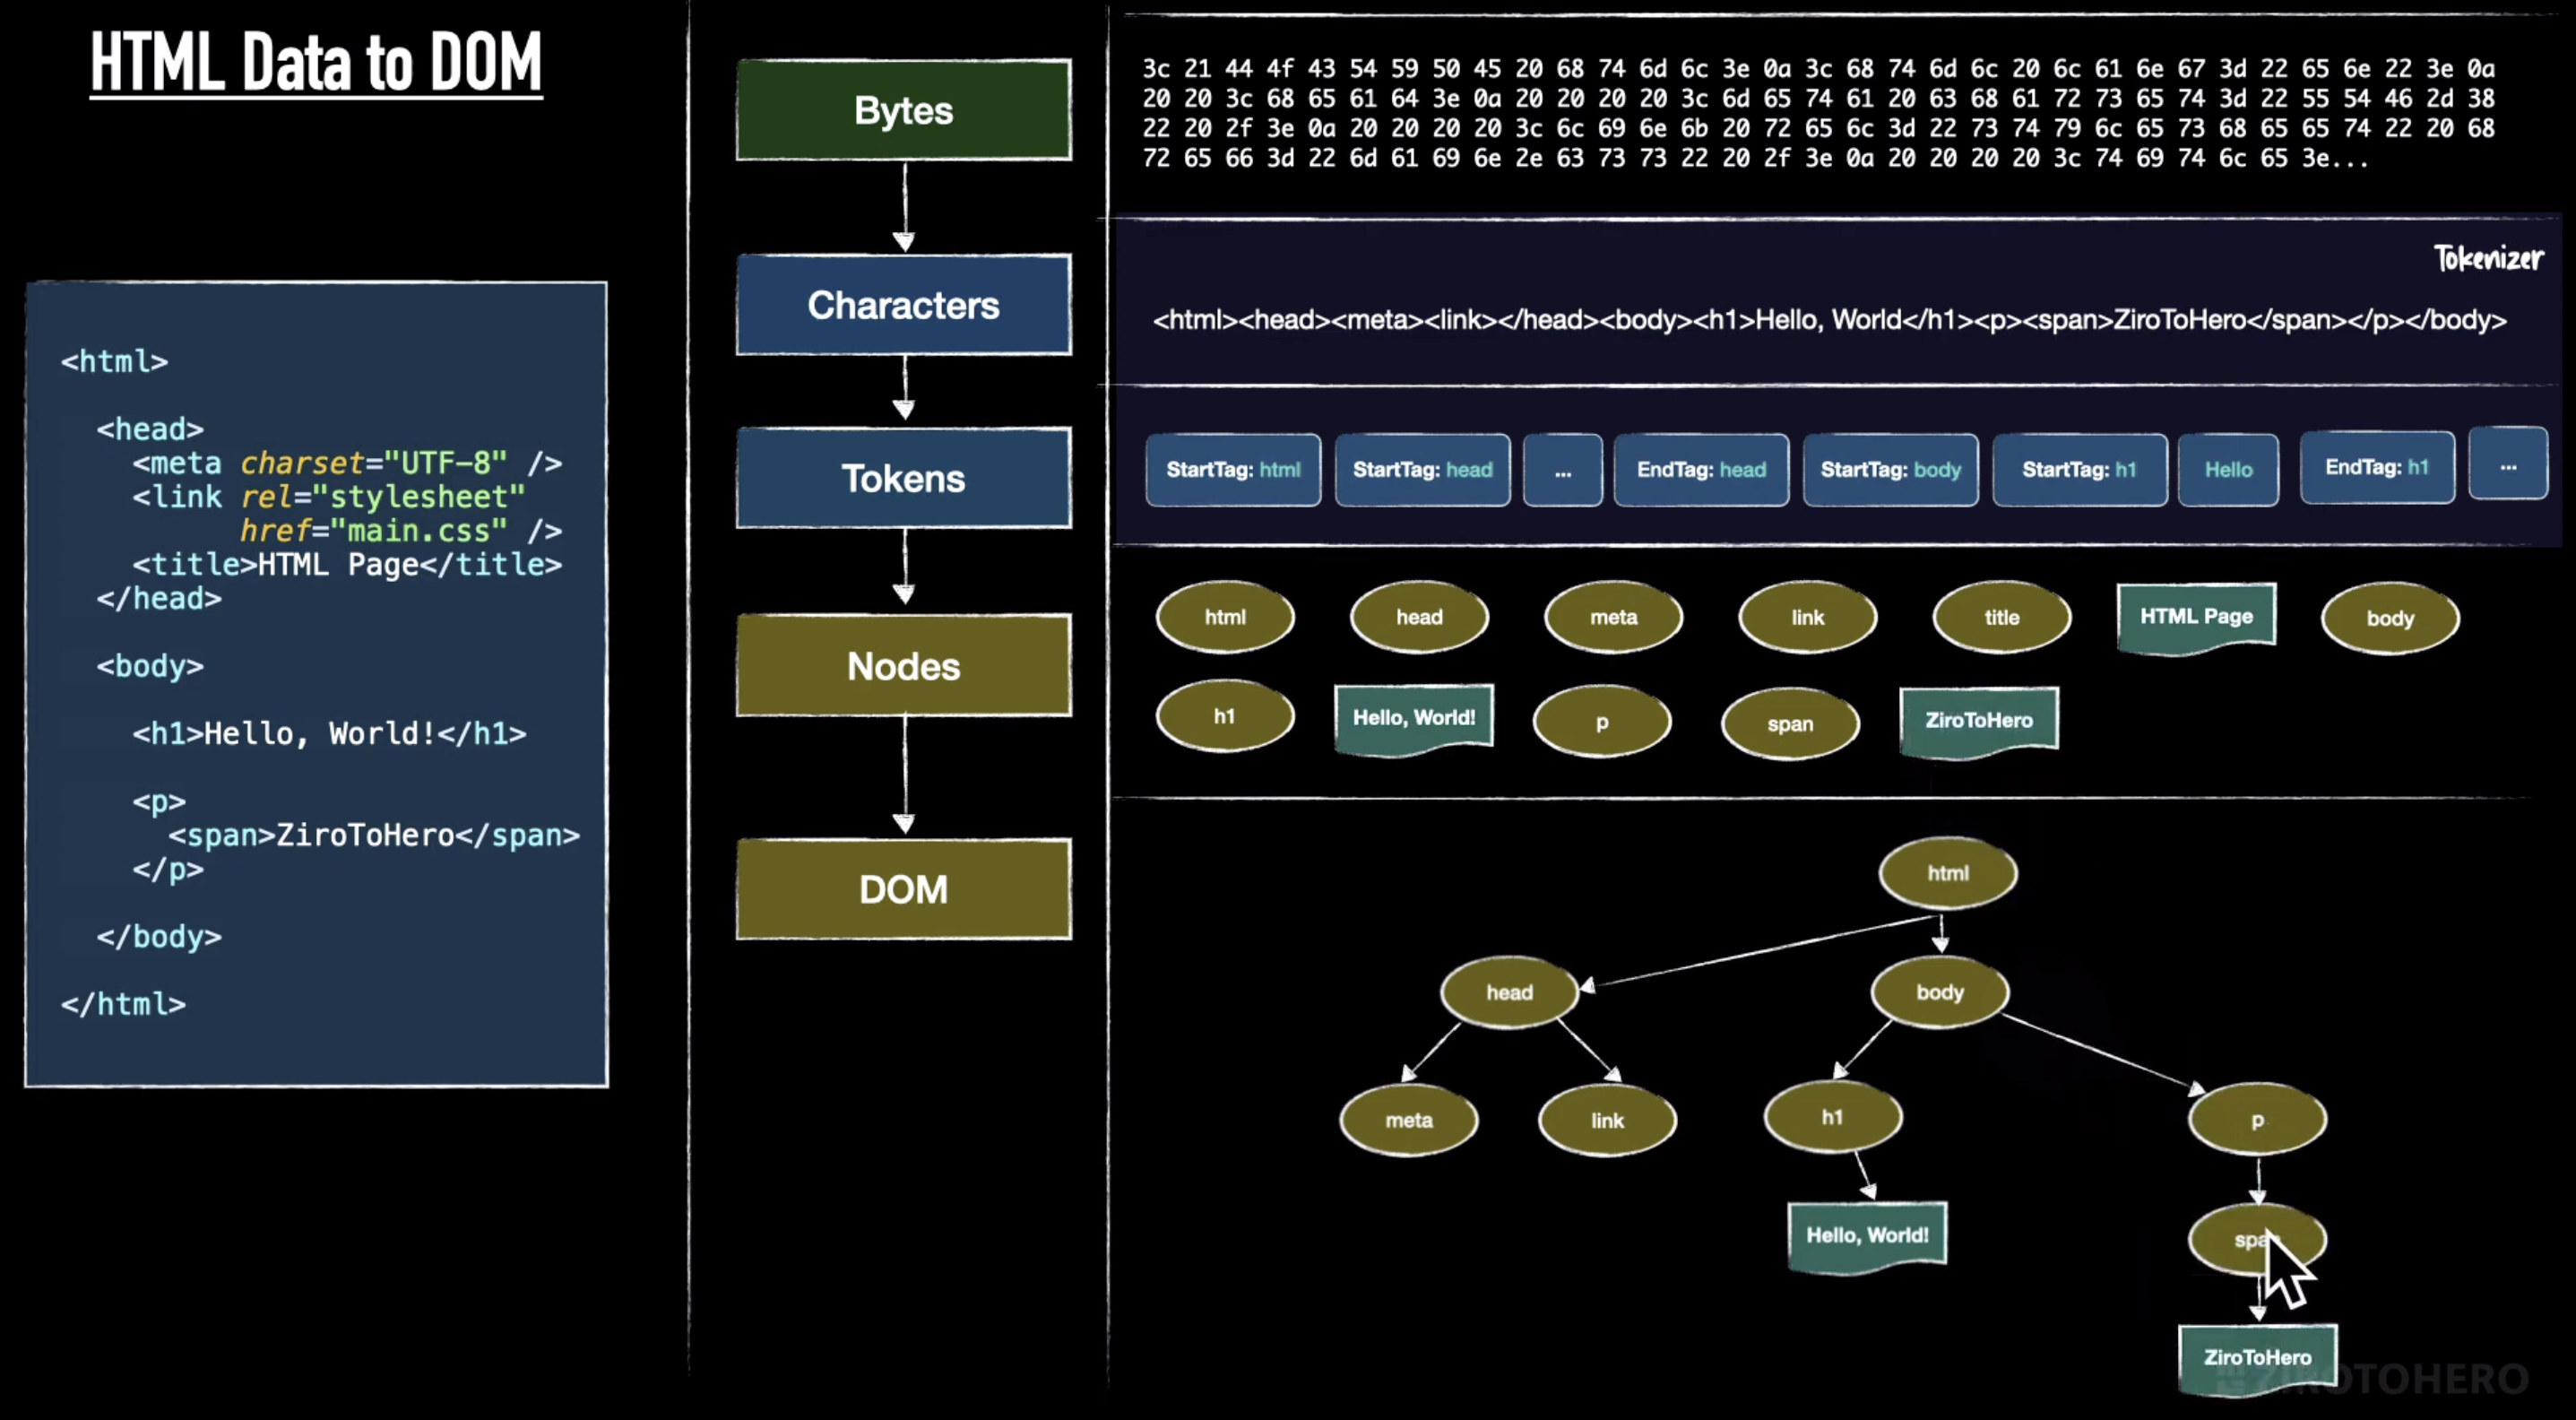 HTML Data to DOM
<html>
<head>
<meta charset="UTF-8" />
<link rel="stylesheet"
href="main.css" />
<title>HTML Page</title>
</head>
<body>
<h1>Hello, World!</h1>
<p>
<span>ZiroToHero</span>
</p>
</body>
</html>
Bytes
Characters
Tokens
Nodes
DOM
3c 21 44 4f 43 54 59 50 45 20 68 74 6d 6c 3e 0a 3c 68 74 6d 6c 20 6c 61 6e 67 3d 22 65 6e 22 3e 0a
20 20 3c 68 65 61 64 3e 0a 20 20 20 20 3c 6d 65 74 61 20 63 68 61 72 73 65 74 3d 22 55 54 46 2d 38
22 20 2f 3e 0a 20 20 20 20 3c 6c 69 6e 6b 20 72 65 6c 3d 22 73 74 79 6c 65 73 68 65 65 74 22 20 68
72 65 66 3d 22 6d 61 69 6e 2e 63 73 73 22 20 2f 3e 0a 20 20 20 20 3c 74 69 74 6c 65 3e...
Tokenizer
<html><head><meta><link></head><body><h1>Hello, World</h1><p><span>ZiroToHero</span></p></body>
StartTag: html StartTag: head ... EndTag: head StartTag: body StartTag: h1 Hello EndTag: h1 ...
html head meta link title HTML Page body
h1 Hello, World! p span ZiroToHero
html
head body
meta link h1 p
Hello, World! spa
ZiroToHero
ZIROTOHERO